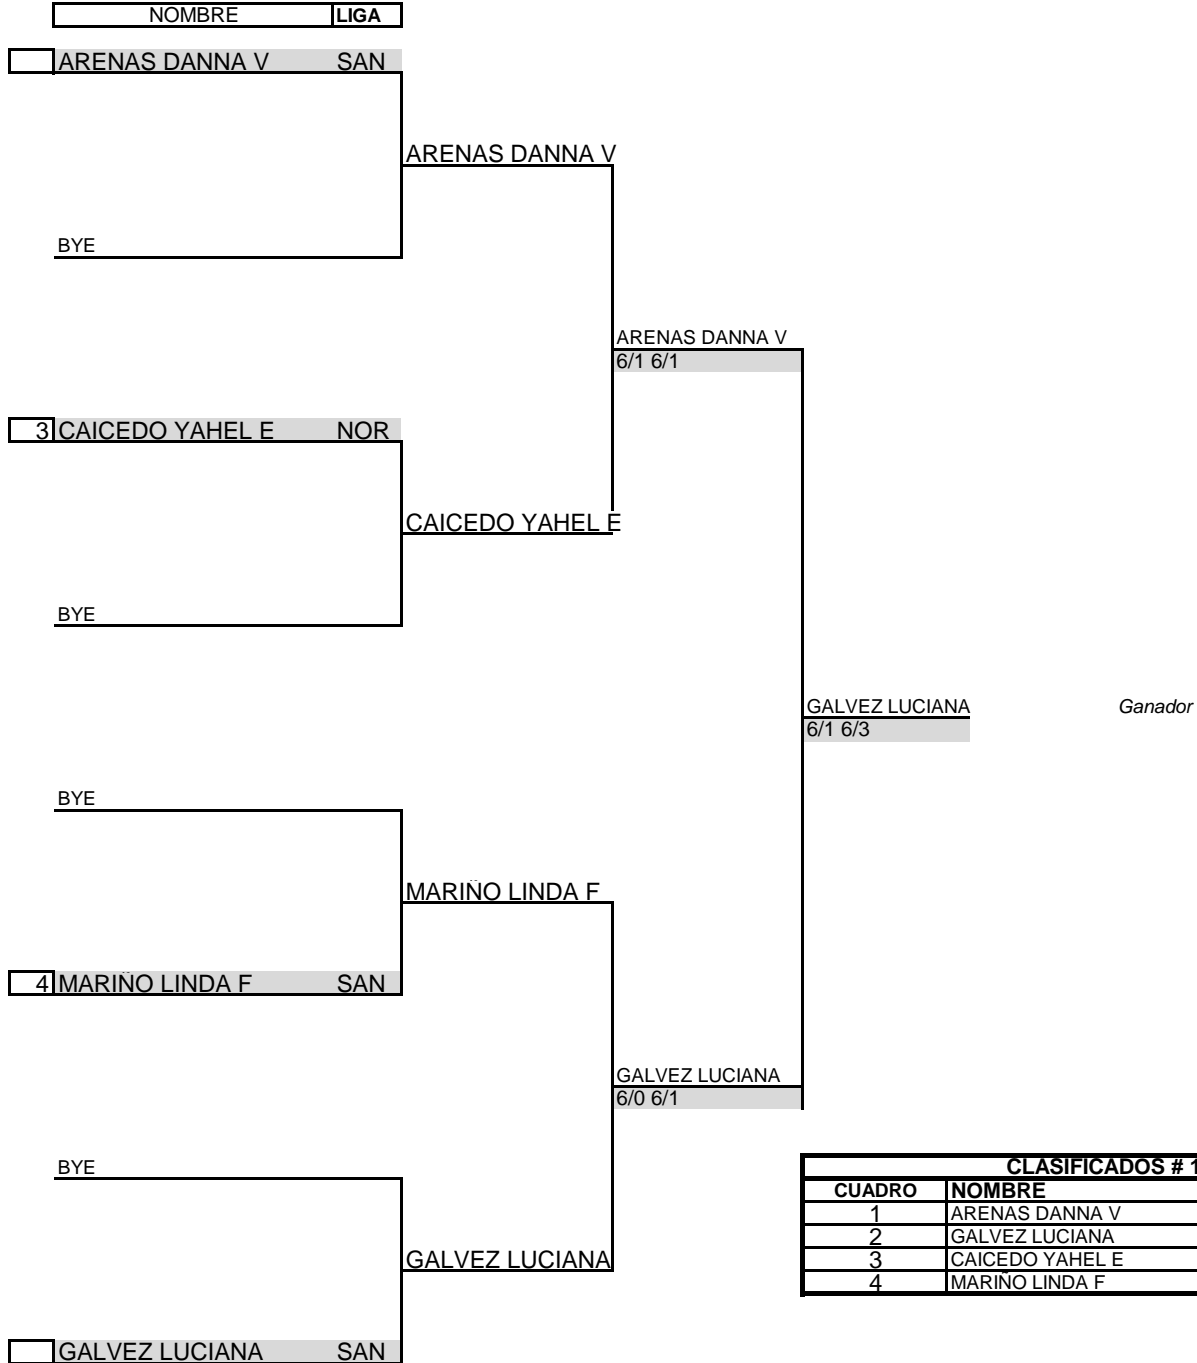 NOMBRE LIGA
ARENAS DANNA V SAN
ARENAS DANNA V
BYE
ARENAS DANNA V
6/1 6/1
3 CAICEDO YAHEL E NOR
CAICEDO YAHEL E
BYE
GALVEZ LUCIANA Ganador
6/1 6/3
BYE
MARIÑO LINDA F
4 MARIÑO LINDA F SAN
GALVEZ LUCIANA
6/0 6/1
BYE
CLASIFICADOS # 1
CUADRO NOMBRE
1 ARENAS DANNA V
2 GALVEZ LUCIANA
3 CAICEDO YAHEL E
4 MARIÑO LINDA F
GALVEZ LUCIANA
GALVEZ LUCIANA SAN